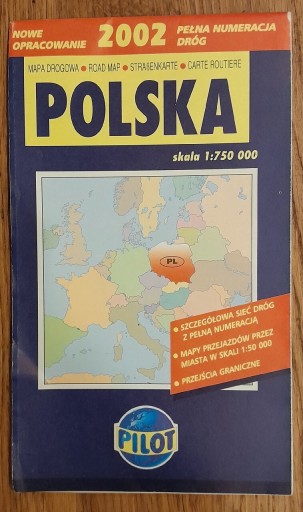 NOWE
OPRACOWANIE
2002
PEŁNA NUMERACJA
DRÓG
MAPA DROGOWA ● ROAD MAP ● STRAßENKARTE ● CARTE ROUTIERE
POLSKA
skala 1:750 000
PL
● SZCZEGÓŁOWA SIEĆ DRÓG
Z PEŁNĄ NUMERACJĄ
● MAPY PRZEJAZDÓW PRZEZ
MIASTA W SKALI 1:50 000
● PRZEJŚCIA GRANICZNE
PILOT